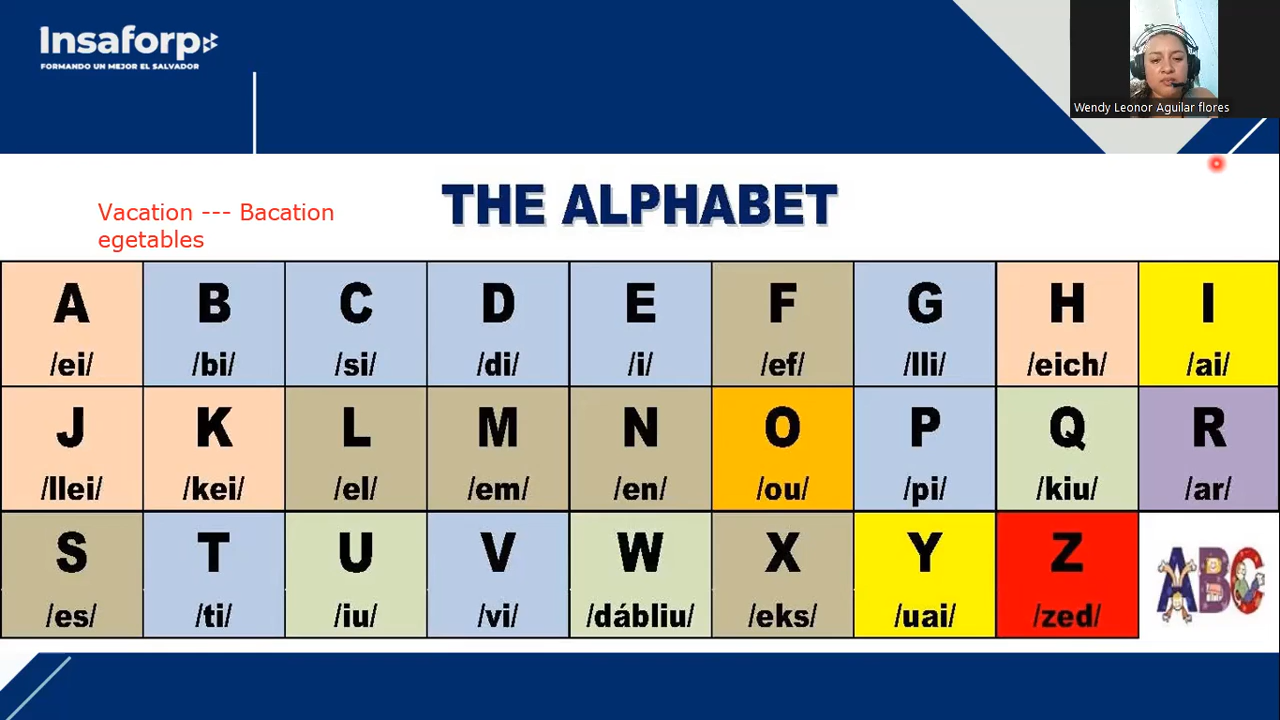 Insaforp
FORMANDO UN MEJOR EL SALVADOR
Wendy Leonor Aguilar flores
THE ALPHABET
Vacation --- Bacation
egetables
A B C D E F G H I
/ei/ /bi/ /si/ /di/ /i/ /ef/ /lli/ /eich/ /ai/
J K L M N O P Q R
/llei/ /kei/ /el/ /em/ /en/ /ou/ /pi/ /kiu/ /ar/
S T U V W X Y Z
/es/ /ti/ /iu/ /vi/ /dábliu/ /eks/ /uai/ /zed/
ABC